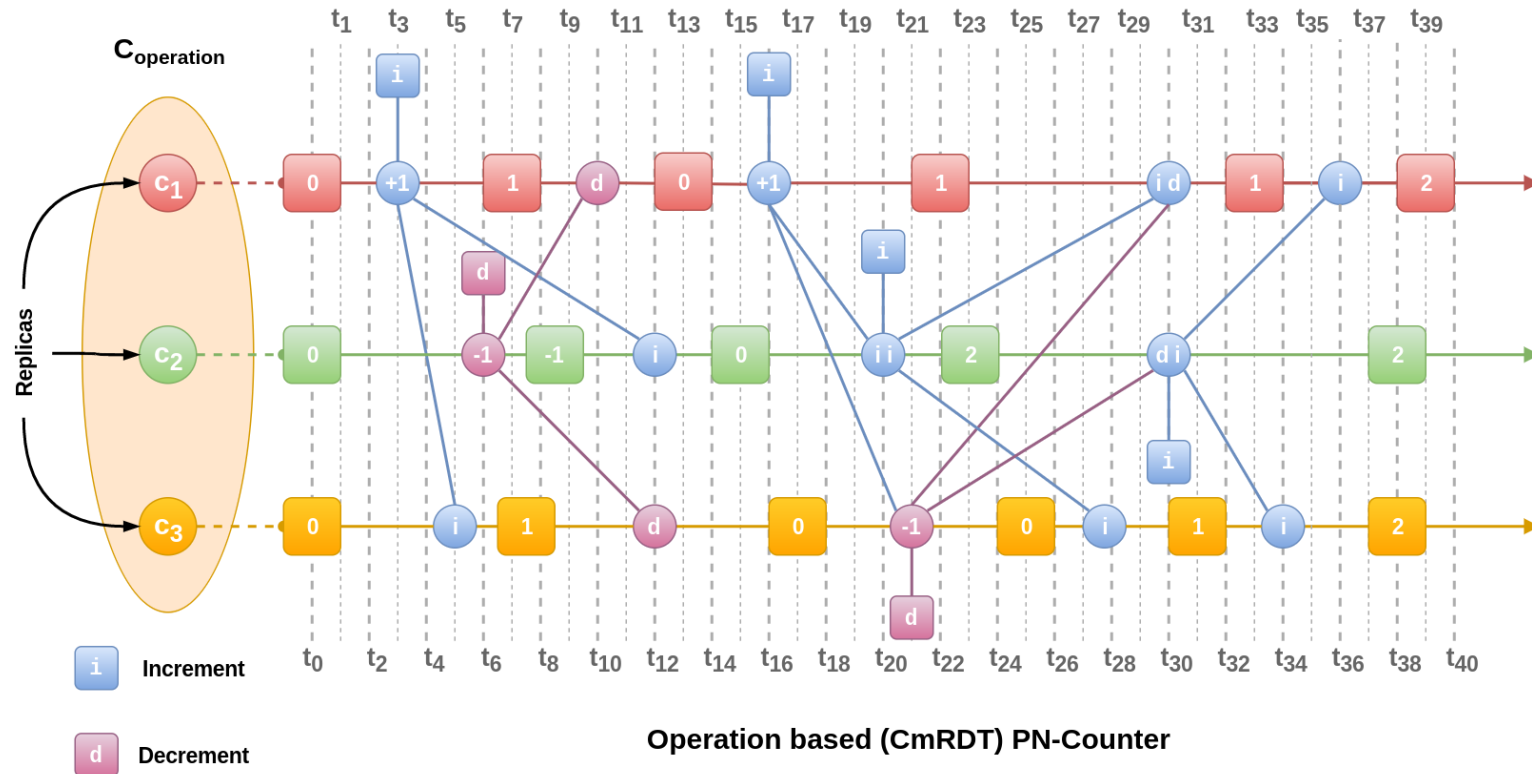 t1 t3 t5 t7 t9 t11 t13 t15 t17 t19 t21 t23 t25 t27 t29 t31 t33 t35 t37 t39
Coperation
i i
c1 0 +1 1 d 0 +1 1 i d 1 i 2
i
d
Replicas
c2 0 -1 -1 i 0 i i 2 d i 2
i
c3 0 i 1 d 0 -1 0 i 1 i 2
d
t0 t2 t4 t6 t8 t10 t12 t14 t16 t18 t20 t22 t24 t26 t28 t30 t32 t34 t36 t38 t40
i Increment
Operation based (CmRDT) PN-Counter
d Decrement